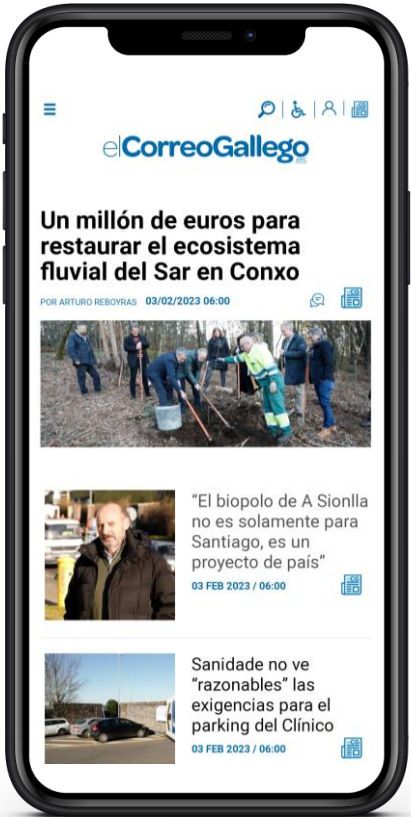 elCorreoGallego
Un millón de euros para
restaurar el ecosistema
fluvial del Sar en Conxo
POR ARTURO REBOYRAS 03/02/2023 06:00
“El biopolo de A Sionlla
no es solamente para
Santiago, es un
proyecto de país”
03 FEB 2023 / 06:00
Sanidade no ve
“razonables” las
exigencias para el
parking del Clínico
03 FEB 2023 / 06:00